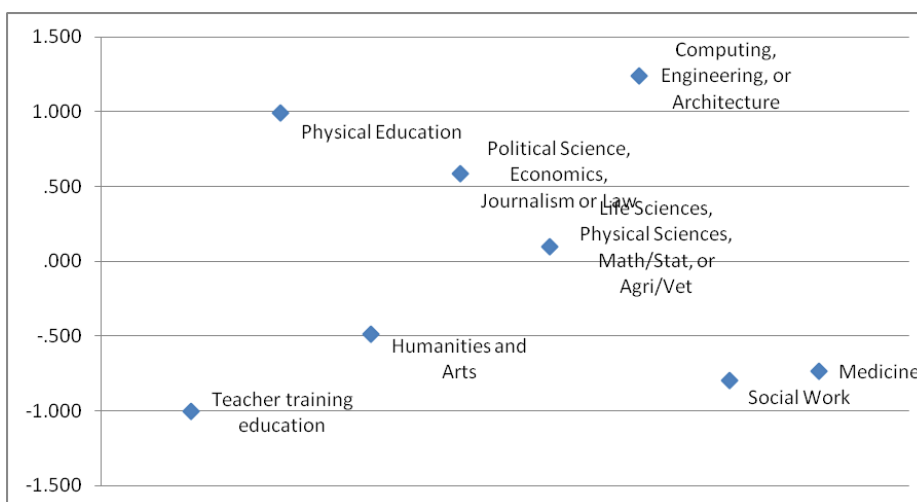 1.500
1.000
.500
.000
-.500
-1.000
-1.500
Computing,
Engineering, or
Architecture
Physical Education
Political Science,
Economics,
Journalism or Law
Life Sciences,
Physical Sciences,
Math/Stat, or
Agri/Vet
Humanities and
Arts
Medicine
Social Work
Teacher training
education